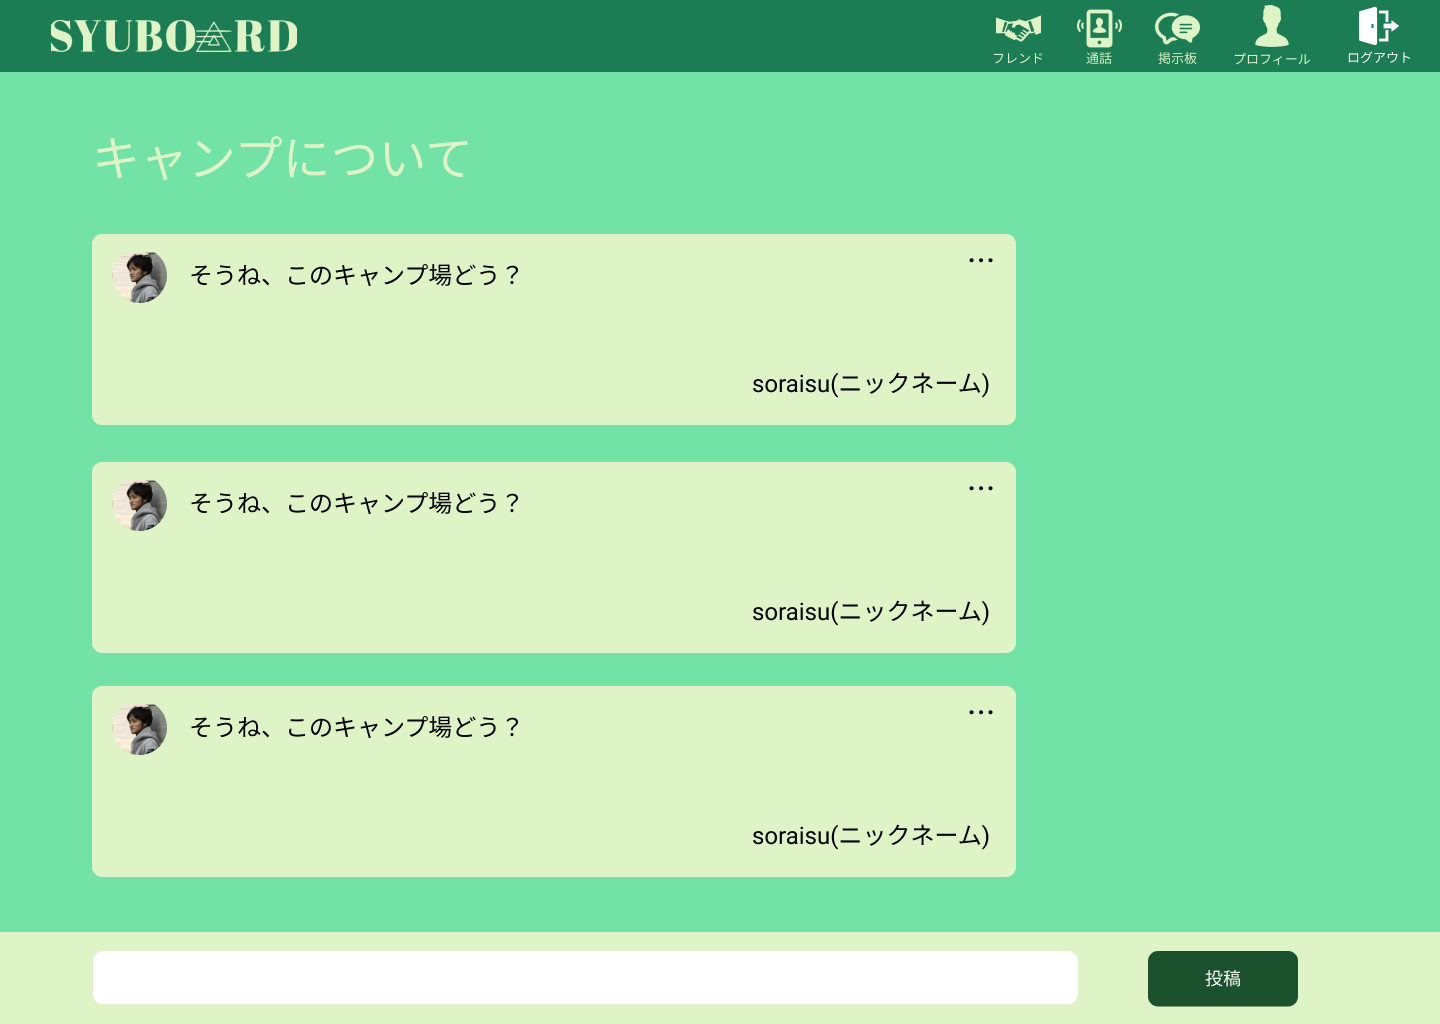 SYUBOARD
フレンド
通話
掲示板
プロフィール
ログアウト
キャンプについて
そうね、このキャンプ場どう？
...
soraisu(ニックネーム)
そうね、このキャンプ場どう？
...
soraisu(ニックネーム)
そうね、このキャンプ場どう？
...
soraisu(ニックネーム)
投稿